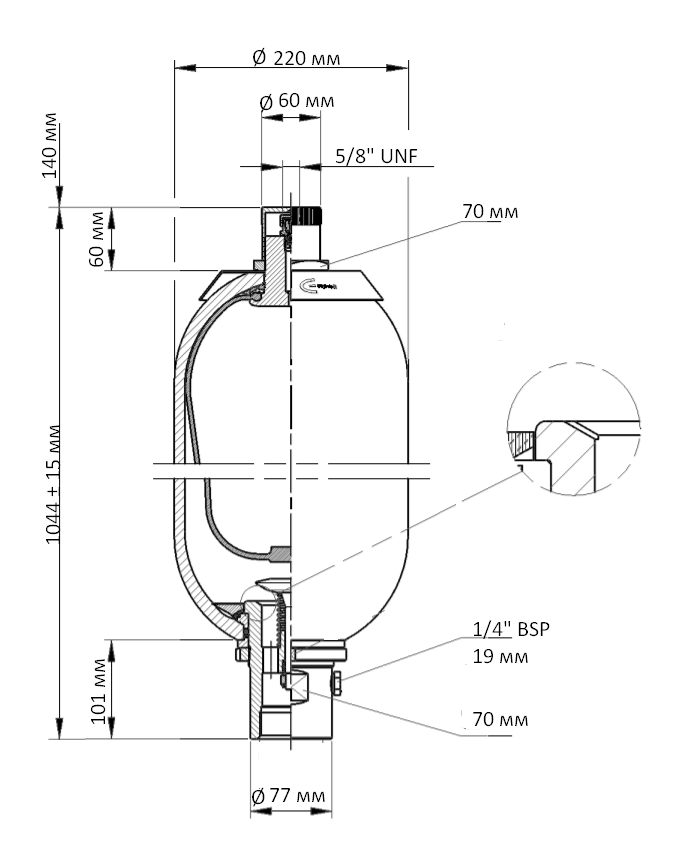 Ø 220 мм
Ø 60 мм
5/8" UNF
140 мм
70 мм
60 мм
1044 ± 15 мм
1/4" BSP
19 мм
101 мм
70 мм
Ø 77 мм